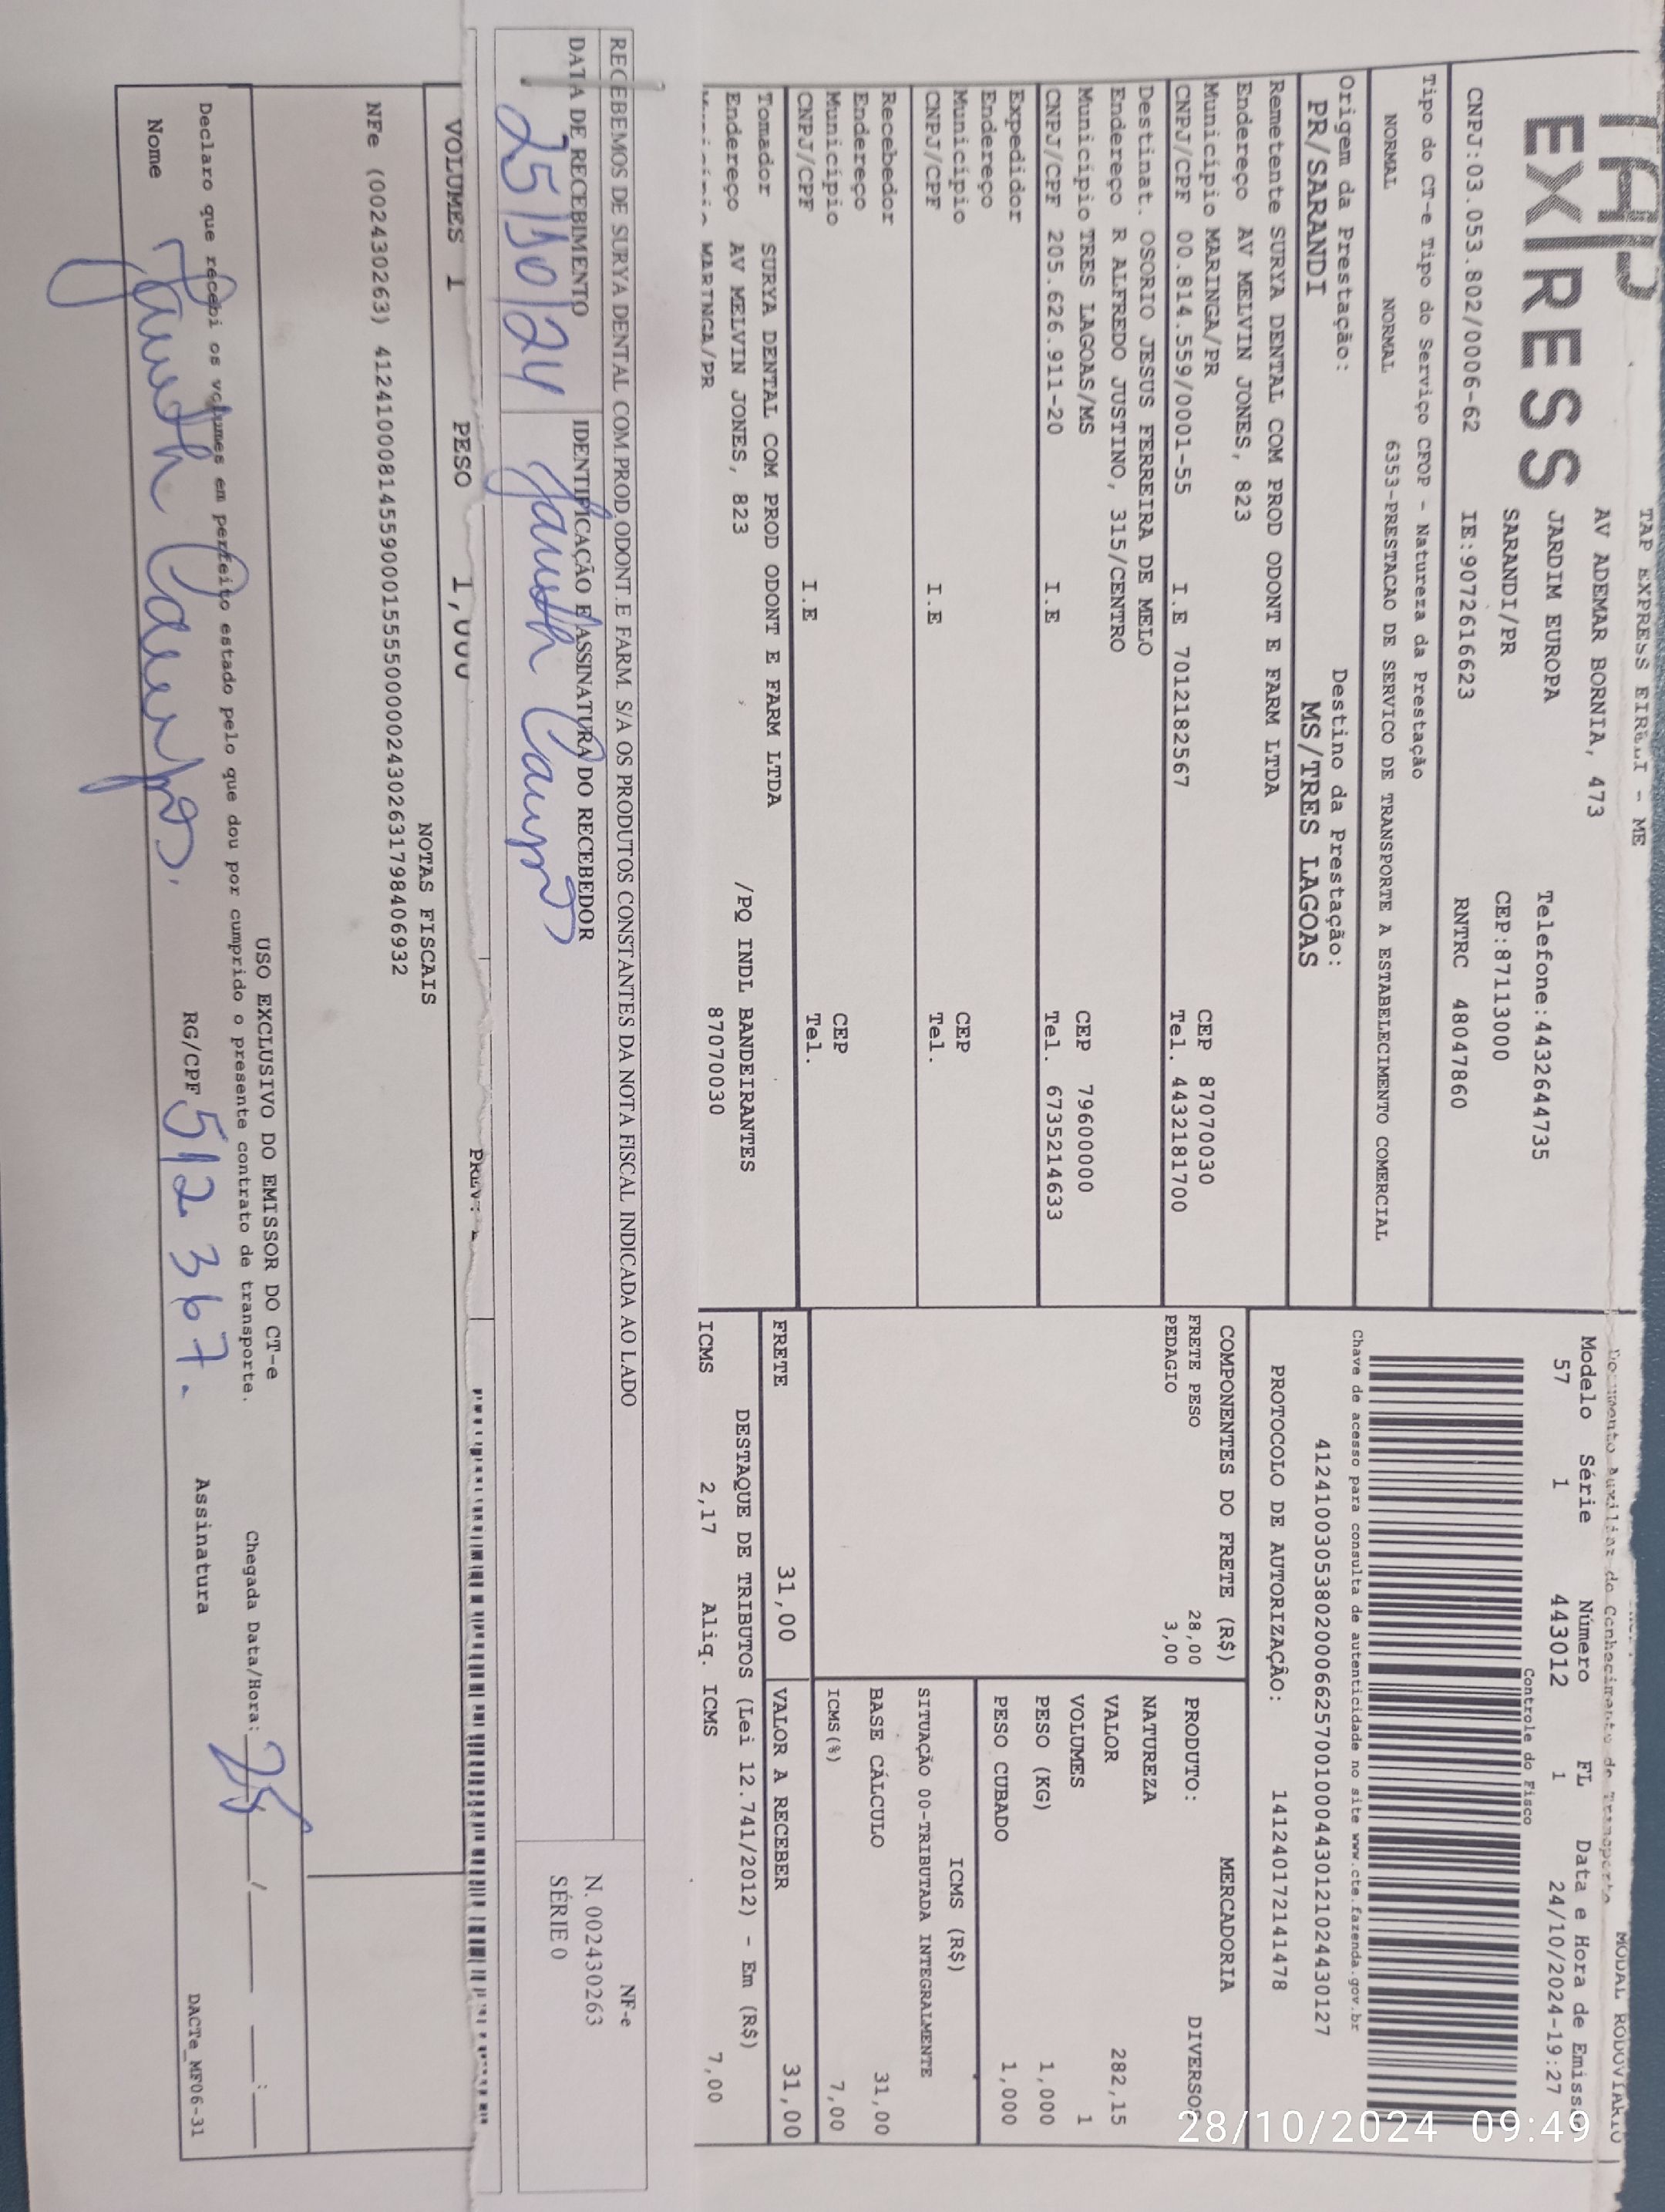 TAP EXPRESS EIRELI - ME
TAP
EXPRESS
AV ADEMAR BORNIA, 473
JARDIM EUROPA Telefone:4432644735
SARANDI/PR CEP:87113000
CNPJ:03.053.802/0006-62 IE:9072616623 RNTRC 48047860
Tipo do CT-e Tipo do Serviço CFOP - Natureza da Prestação
NORMAL NORMAL 6353-PRESTACAO DE SERVICO DE TRANSPORTE A ESTABELECIMENTO COMERCIAL
Origem da Prestação: Destino da Prestação:
PR/SARANDI MS/TRES LAGOAS
MODAL RODOVIARIO
Documento Auxiliar do Conhecimento de Transporte
Modelo Série Número FL Data e Hora de Emissã
57 1 443012 1 24/10/2024-19:27
Controle do Fisco
Chave de acesso para consulta de autenticidade no site www.cte.fazenda.gov.br
41241003053802000662570010004430121024430127
PROTOCOLO DE AUTORIZAÇÃO: 141240172141478
Remetente SURYA DENTAL COM PROD ODONT E FARM LTDA
Endereço AV MELVIN JONES, 823
Município MARINGA/PR CEP 87070030
CNPJ/CPF 00.814.559/0001-55 I.E 7012182567 Tel. 4432181700
Destinat. OSORIO JESUS FERREIRA DE MELO
Endereço R ALFREDO JUSTINO, 315/CENTRO
Município TRES LAGOAS/MS CEP 79600000
CNPJ/CPF 205.626.911-20 I.E Tel. 6735214633
Expedidor
Endereço
Município CEP
CNPJ/CPF I.E Tel.
Recebedor
Endereço
Município CEP
CNPJ/CPF I.E Tel.
Tomador SURYA DENTAL COM PROD ODONT E FARM LTDA
Endereço AV MELVIN JONES, 823 /PQ INDL BANDEIRANTES
MARINGA/PR 87070030
COMPONENTES DO FRETE (R$)
FRETE PESO 28,00
PEDAGIO 3,00
MERCADORIA
PRODUTO: DIVERSOS
NATUREZA
VALOR 282,15
VOLUMES 1
PESO (KG) 1,000
PESO CUBADO 1,000
ICMS (R$)
SITUAÇÃO 00-TRIBUTADA INTEGRALMENTE
BASE CÁLCULO 31,00
ICMS(%) 7,00
FRETE 31,00 VALOR A RECEBER 31,00
DESTAQUE DE TRIBUTOS (Lei 12.741/2012) - Em (R$)
ICMS 2,17 Aliq. ICMS 7,00
RECEBEMOS DE SURYA DENTAL COM.PROD.ODONT.E FARM. S/A OS PRODUTOS CONSTANTES DA NOTA FISCAL INDICADA AO LADO
DATA DE RECEBIMENTO IDENTIFICAÇÃO E ASSINATURA DO RECEBEDOR
25/10/24
NF-e
N. 002430263
SÉRIE 0
VOLUMES 1 PESO 1,000
NOTAS FISCAIS
NFe (002430263) 41241000814559000155550000024302631798406932
USO EXCLUSIVO DO EMISSOR DO CT-e
Declaro que recebi os volumes em perfeito estado pelo que dou por cumprido o presente contrato de transporte.
Chegada Data/Hora: 25/ :
Nome RG/CPF 512 367. Assinatura
DACTe_MF06-31
28/10/2024 09:49